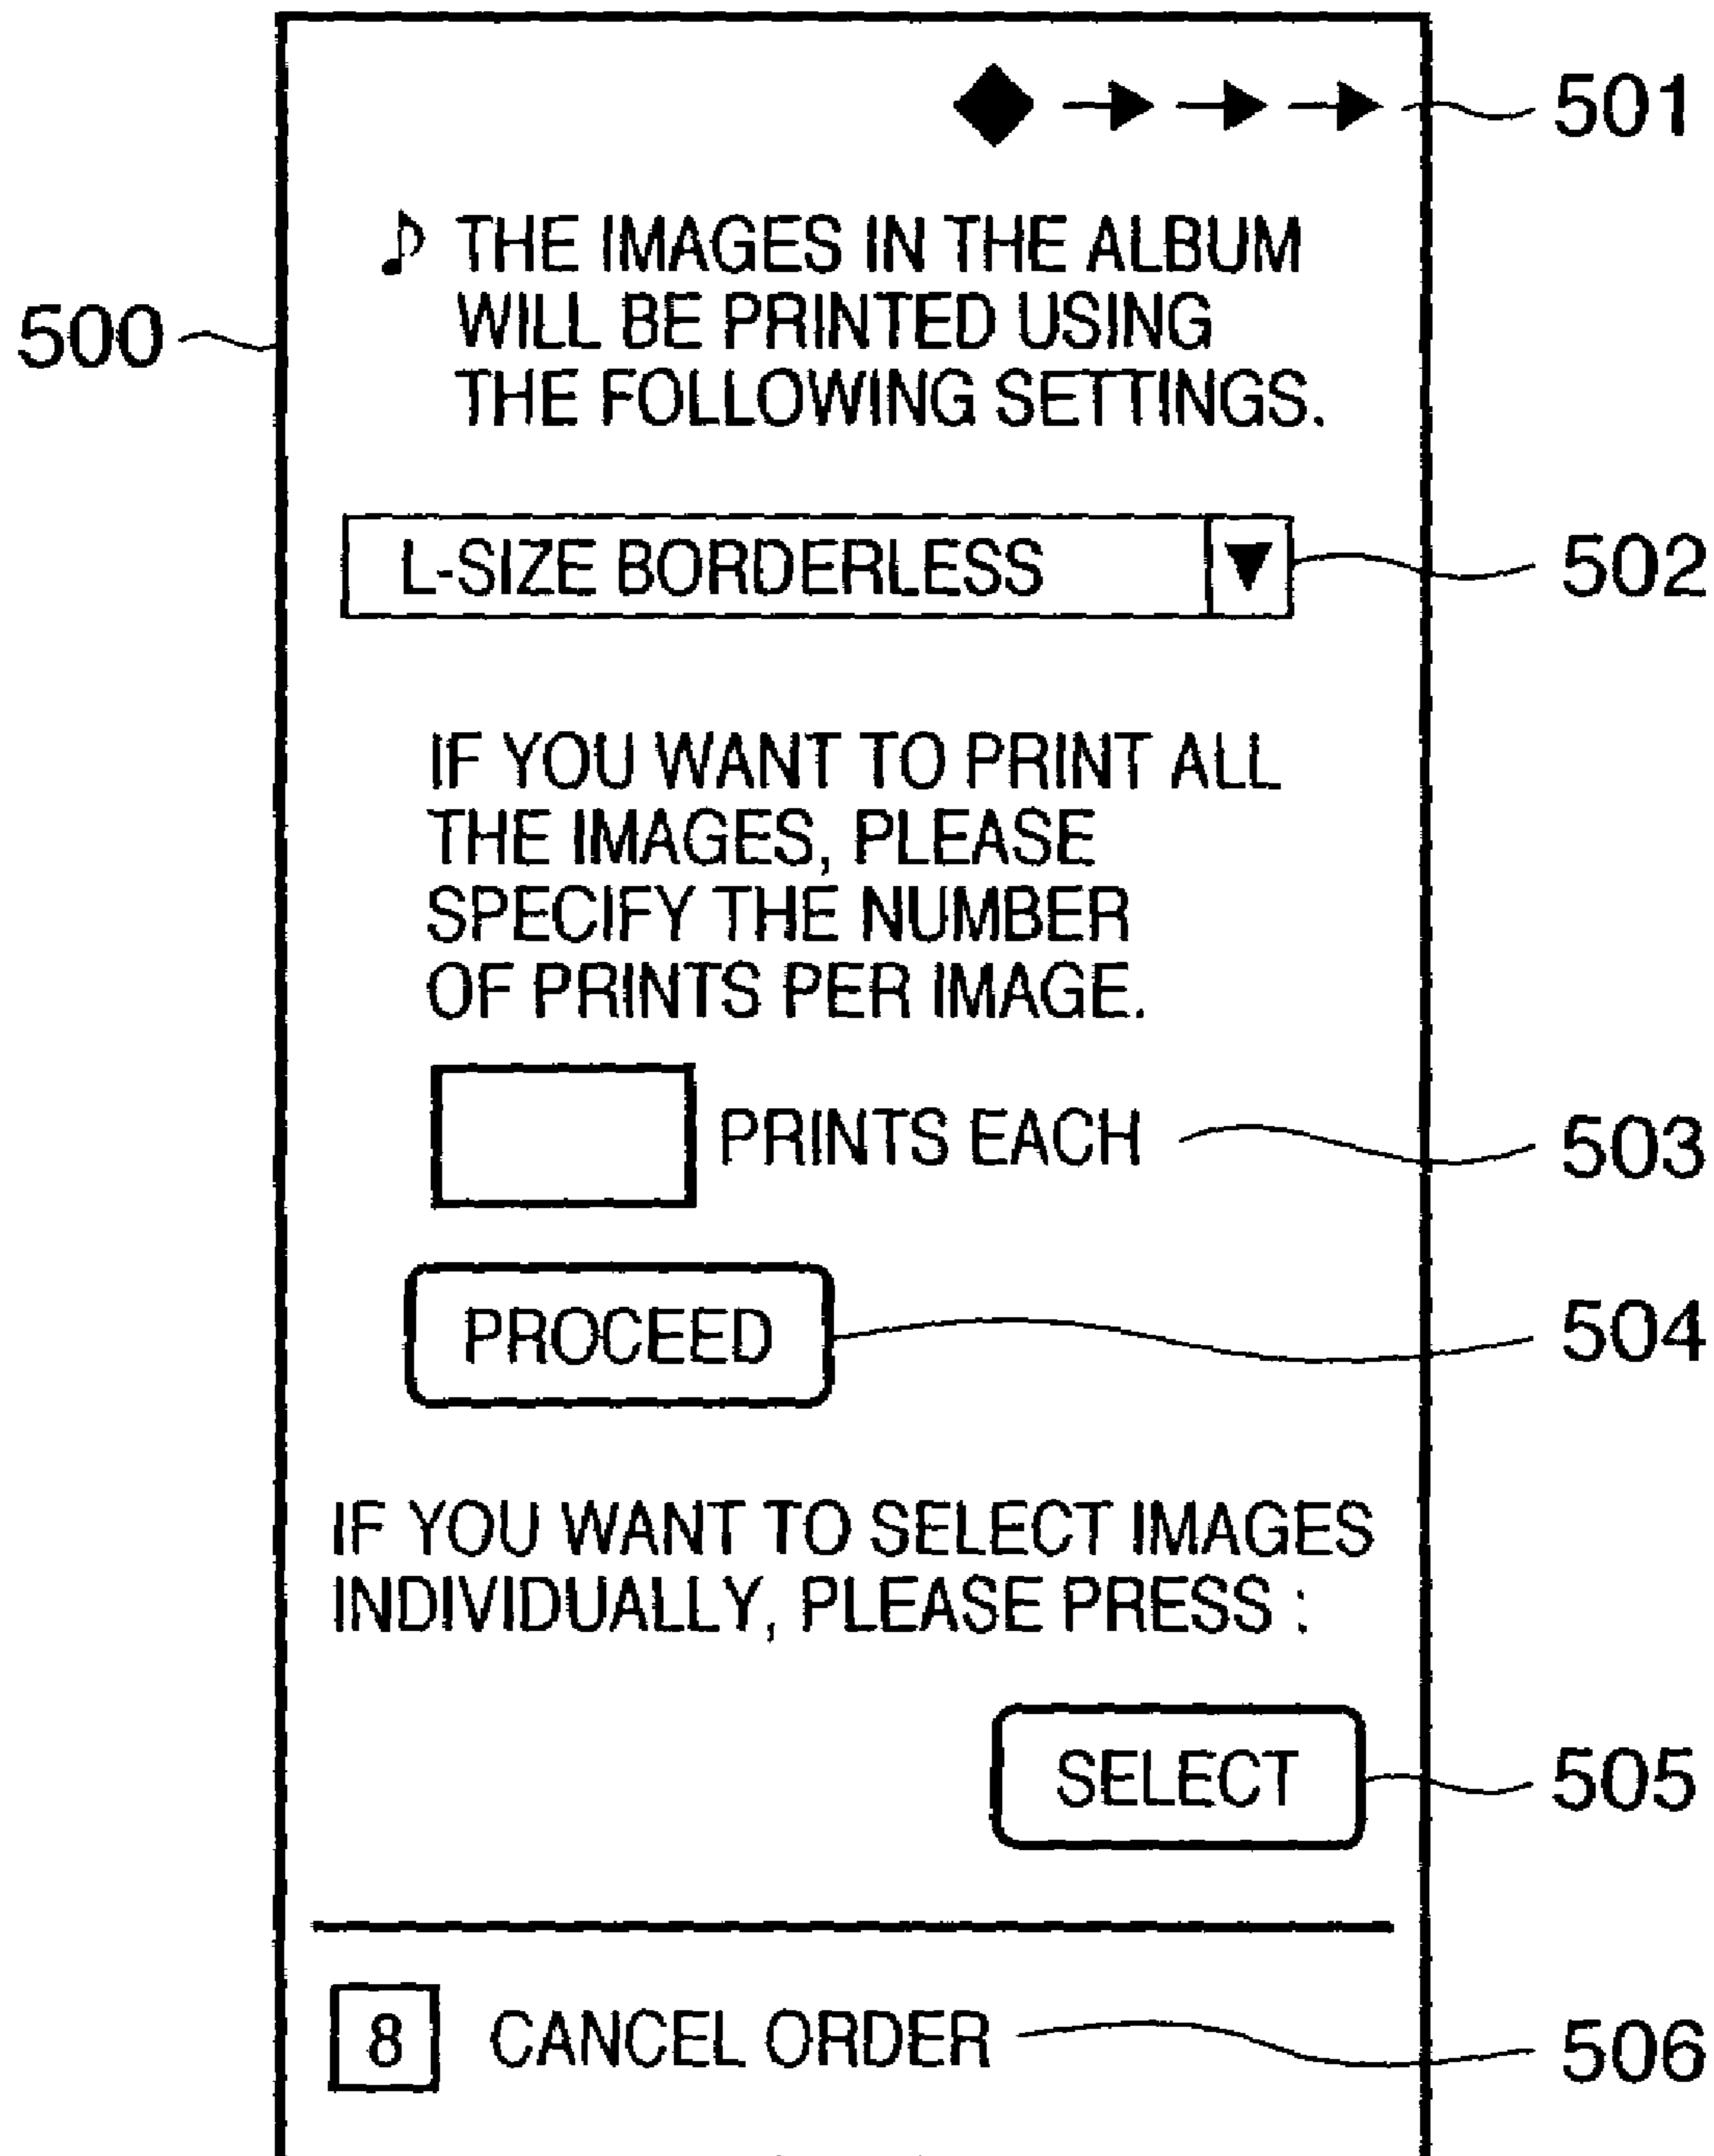 501
♪ THE IMAGES IN THE ALBUM
WILL BE PRINTED USING
THE FOLLOWING SETTINGS.
500
L-SIZE BORDERLESS
502
IF YOU WANT TO PRINT ALL
THE IMAGES, PLEASE
SPECIFY THE NUMBER
OF PRINTS PER IMAGE.
PRINTS EACH
503
PROCEED
504
IF YOU WANT TO SELECT IMAGES
INDIVIDUALLY, PLEASE PRESS :
SELECT
505
8 CANCEL ORDER
506